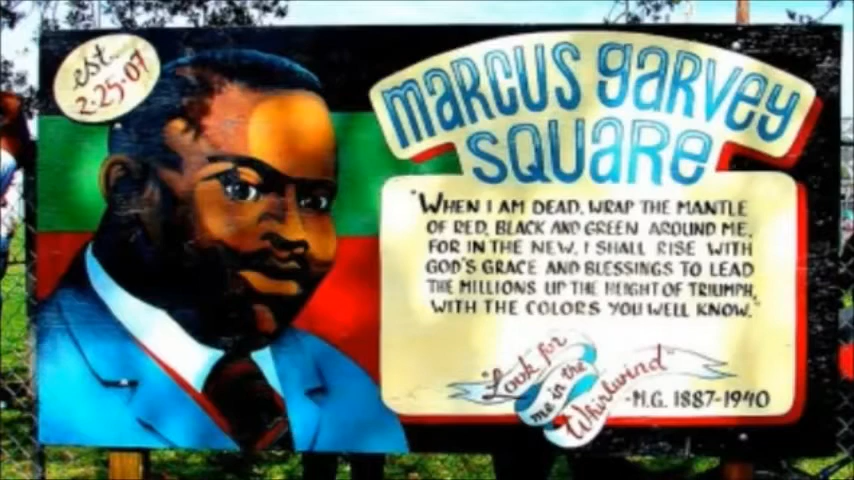 est.
2·25·07
MARCUS GARVEY
SQUARE
"WHEN I AM DEAD, WRAP THE MANTLE
OF RED, BLACK AND GREEN AROUND ME,
FOR IN THE NEW, I SHALL RISE WITH
GOD'S GRACE AND BLESSINGS TO LEAD
THE MILLIONS UP THE HEIGHT OF TRIUMPH,
WITH THE COLORS YOU WELL KNOW."
"Look for
me in the
Whirlwind"
-M.G. 1887-1940